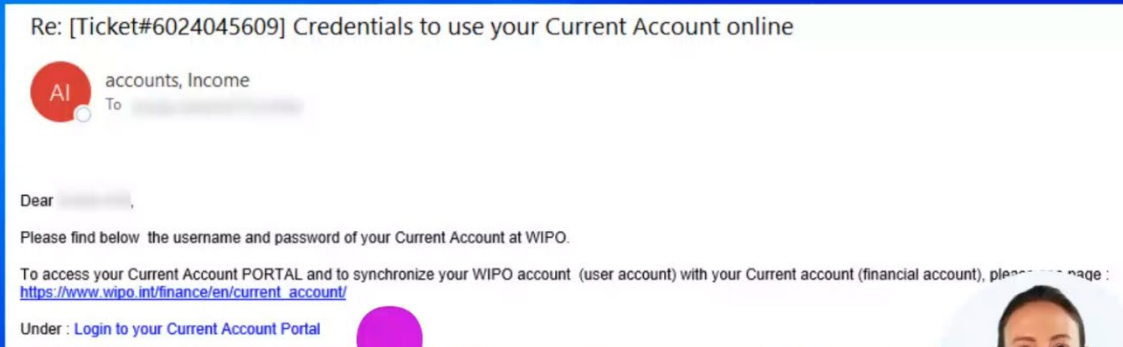 Re: [Ticket#6024045609] Credentials to use your Current Account online
AI
accounts, Income
To
Dear ,
Please find below the username and password of your Current Account at WIPO.
To access your Current Account PORTAL and to synchronize your WIPO account (user account) with your Current account (financial account), page :
https://www.wipo.int/finance/en/current_account/
Under : Login to your Current Account Portal